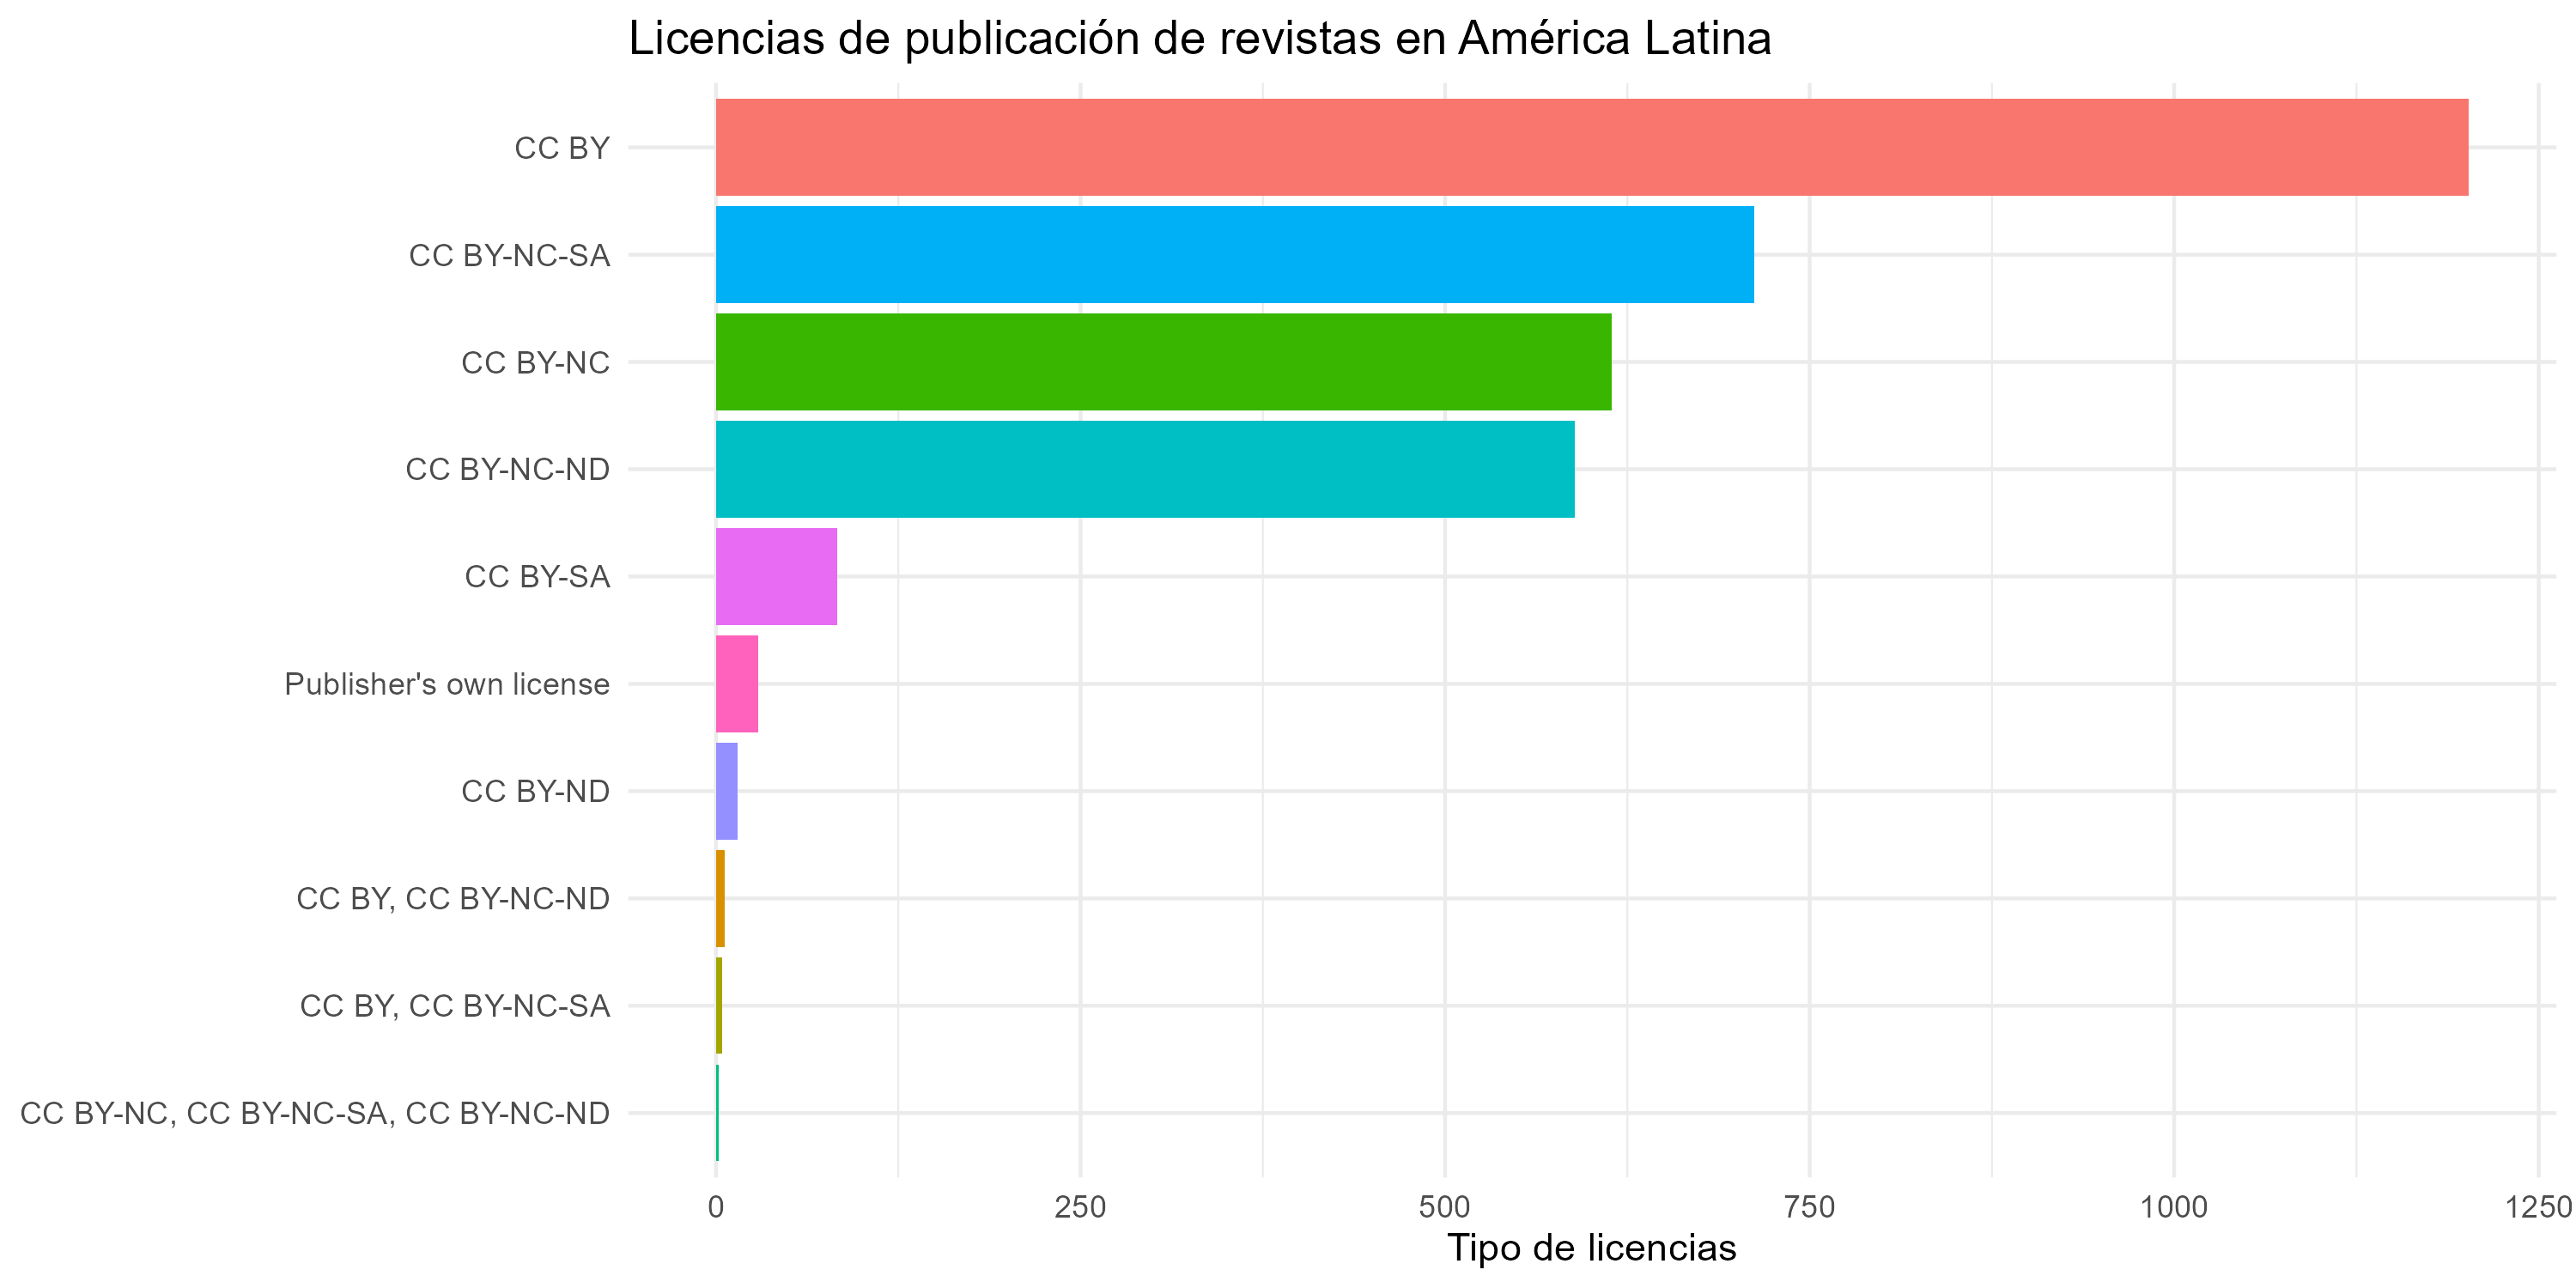 Licencias de publicación de revistas en América Latina
CC BY
CC BY-NC-SA
CC BY-NC
CC BY-NC-ND
CC BY-SA
Publisher's own license
CC BY-ND
CC BY, CC BY-NC-ND
CC BY, CC BY-NC-SA
CC BY-NC, CC BY-NC-SA, CC BY-NC-ND
0 250 500 750 1000 1250
Tipo de licencias